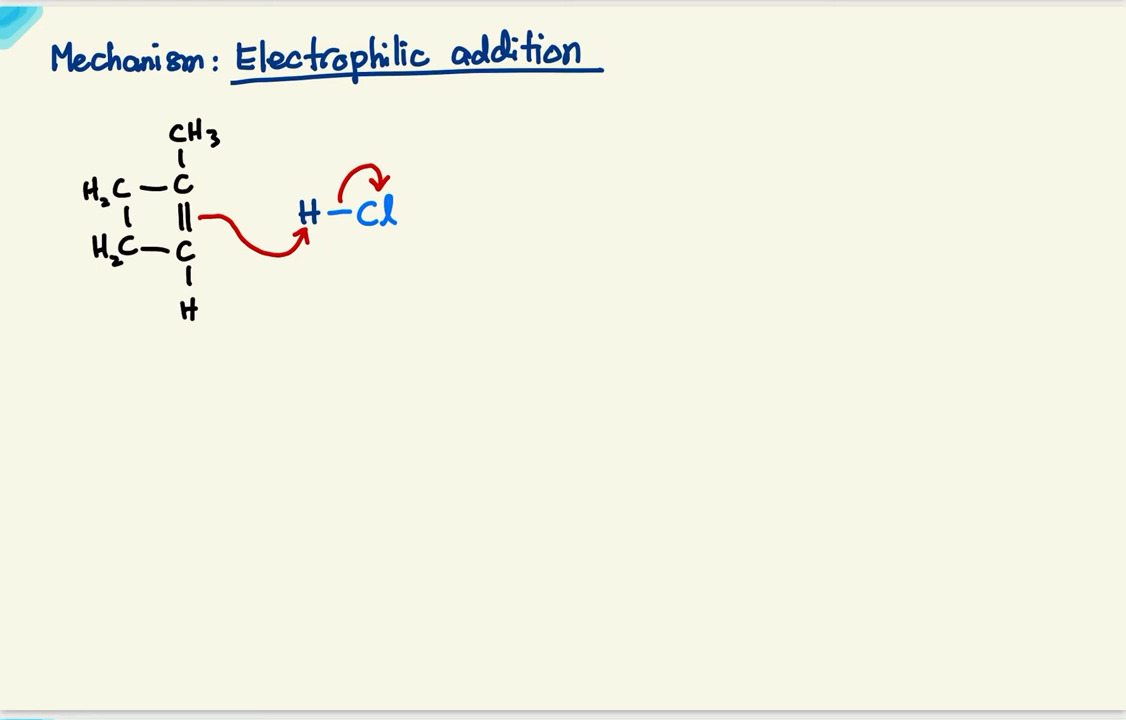 Mechanism: Electrophilic addition
CH₃
H₂C — C
H — Cl
H₂C — C
H